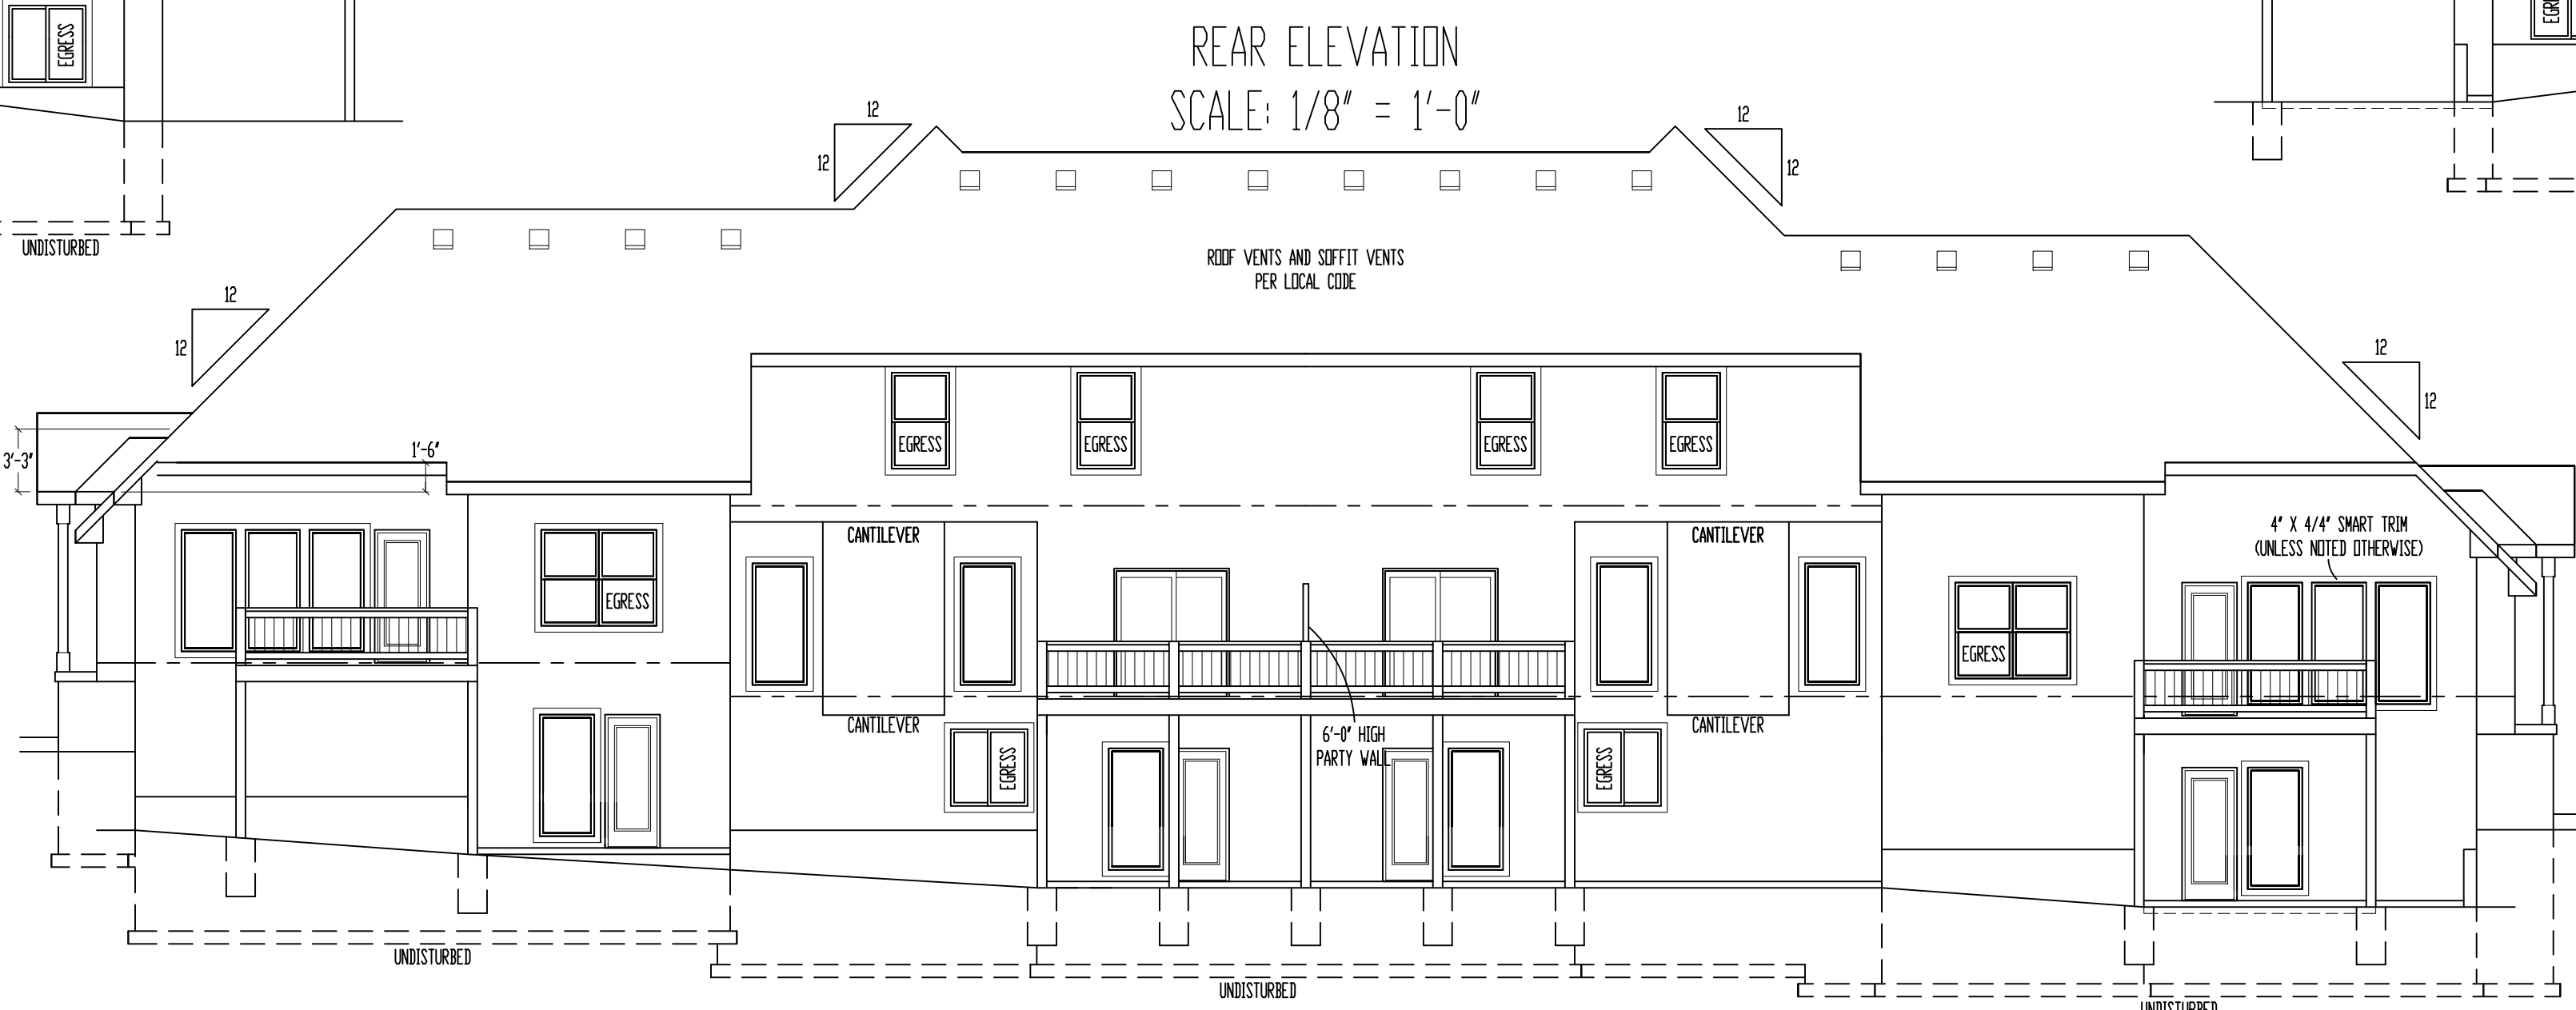 EGRESS
REAR ELEVATION
SCALE: 1/8" = 1'-0"
12
12
12
12
UNDISTURBED
ROOF VENTS AND SOFFIT VENTS
PER LOCAL CODE
12
12
12
12
3'-3"
1'-6"
EGRESS
EGRESS
EGRESS
EGRESS
CANTILEVER
CANTILEVER
4" X 4/4" SMART TRIM
(UNLESS NOTED OTHERWISE)
EGRESS
EGRESS
CANTILEVER
CANTILEVER
6'-0" HIGH
PARTY WALL
EGRESS
EGRESS
UNDISTURBED
UNDISTURBED
UNDISTURBED